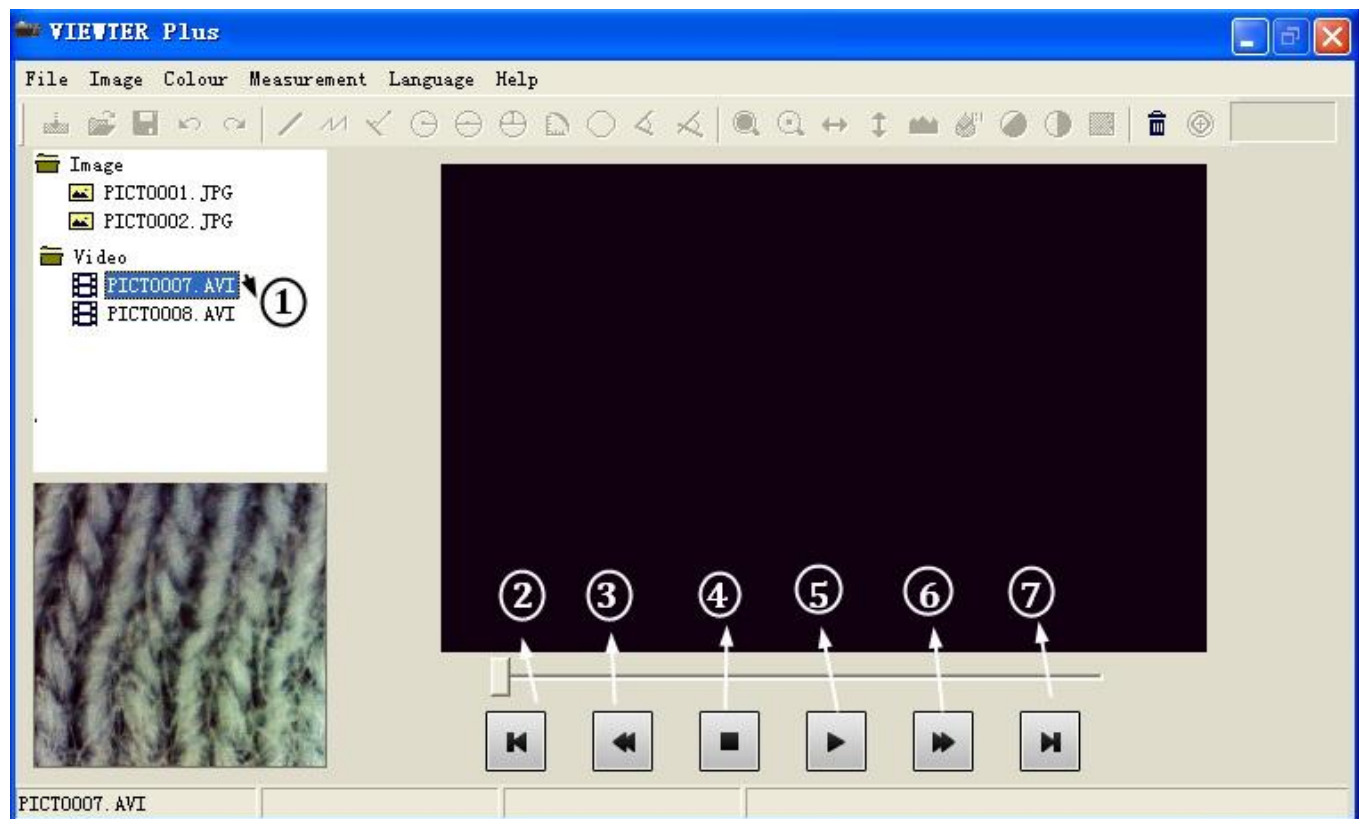 VIEWTER Plus
File Image Colour Measurement Language Help
Image
PICT0001.JPG
PICT0002.JPG
Video
PICT0007.AVI
①
PICT0008.AVI
② ③ ④ ⑤ ⑥ ⑦
PICT0007.AVI